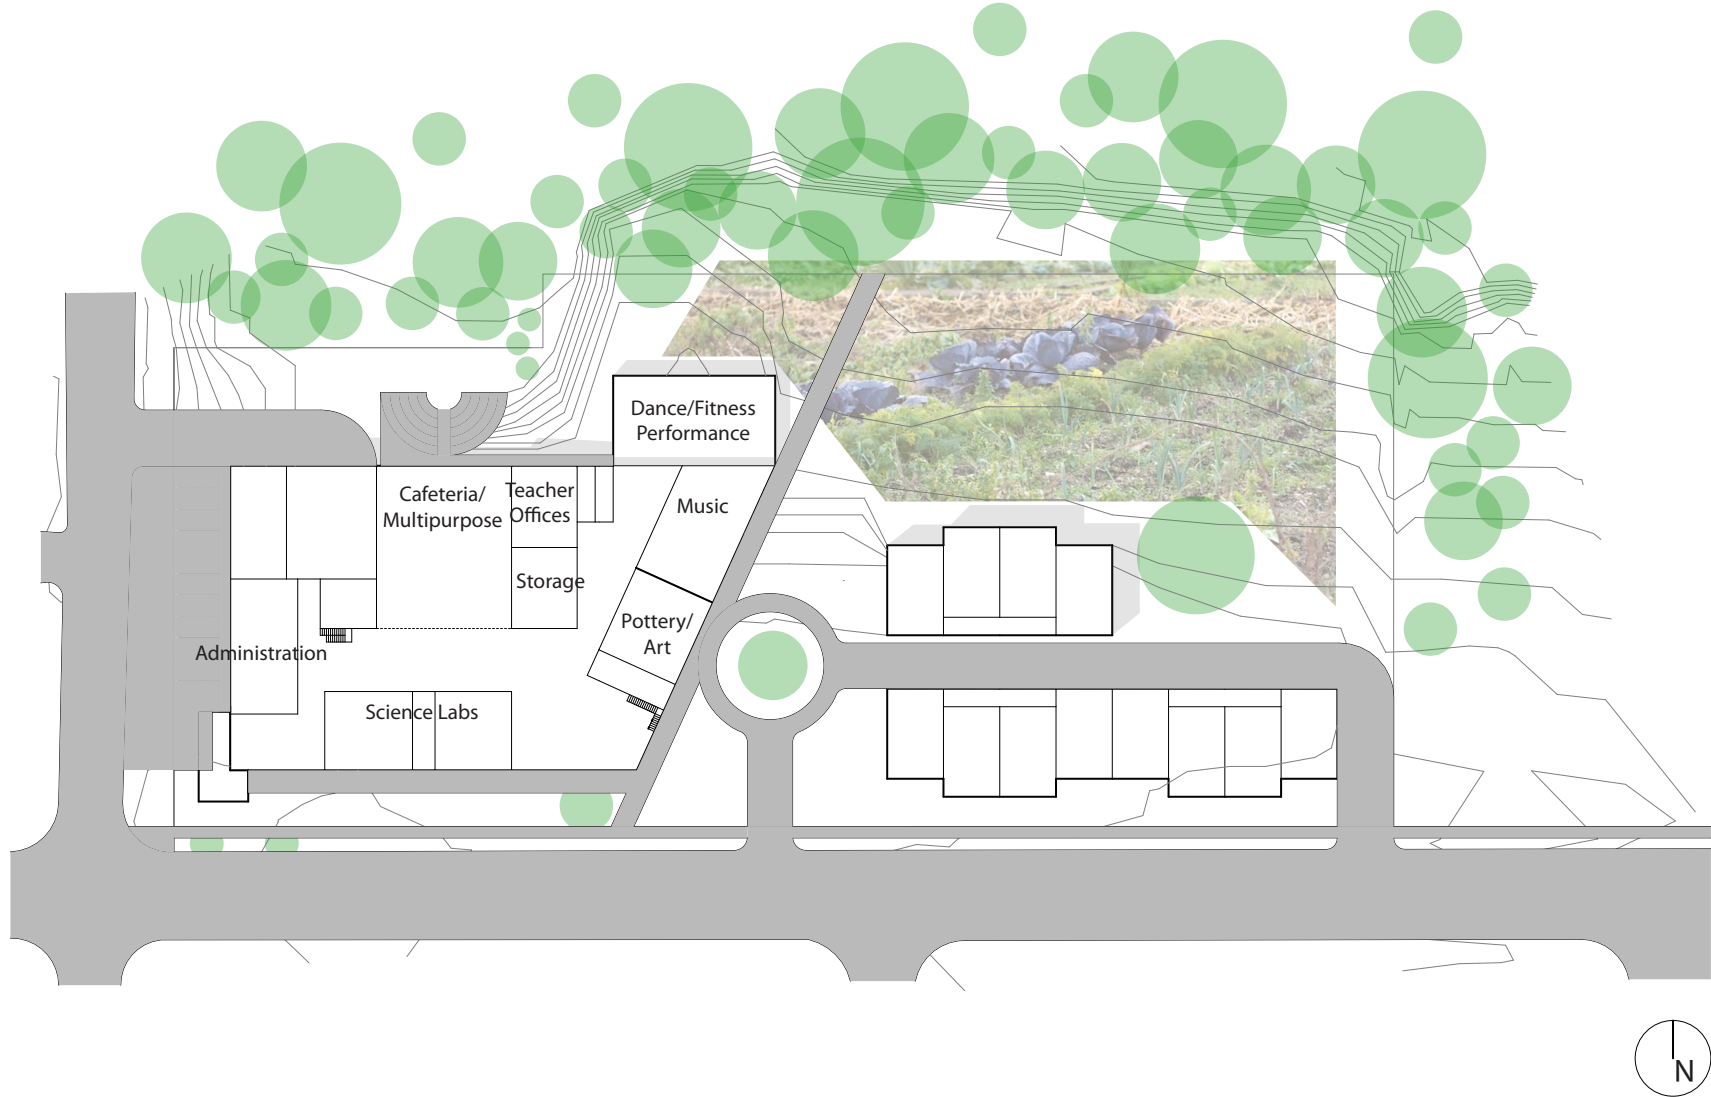 Dance/Fitness
Performance
Cafeteria/
Multipurpose
Teacher
Offices
Music
Storage
Pottery/
Art
Administration
Science Labs
N